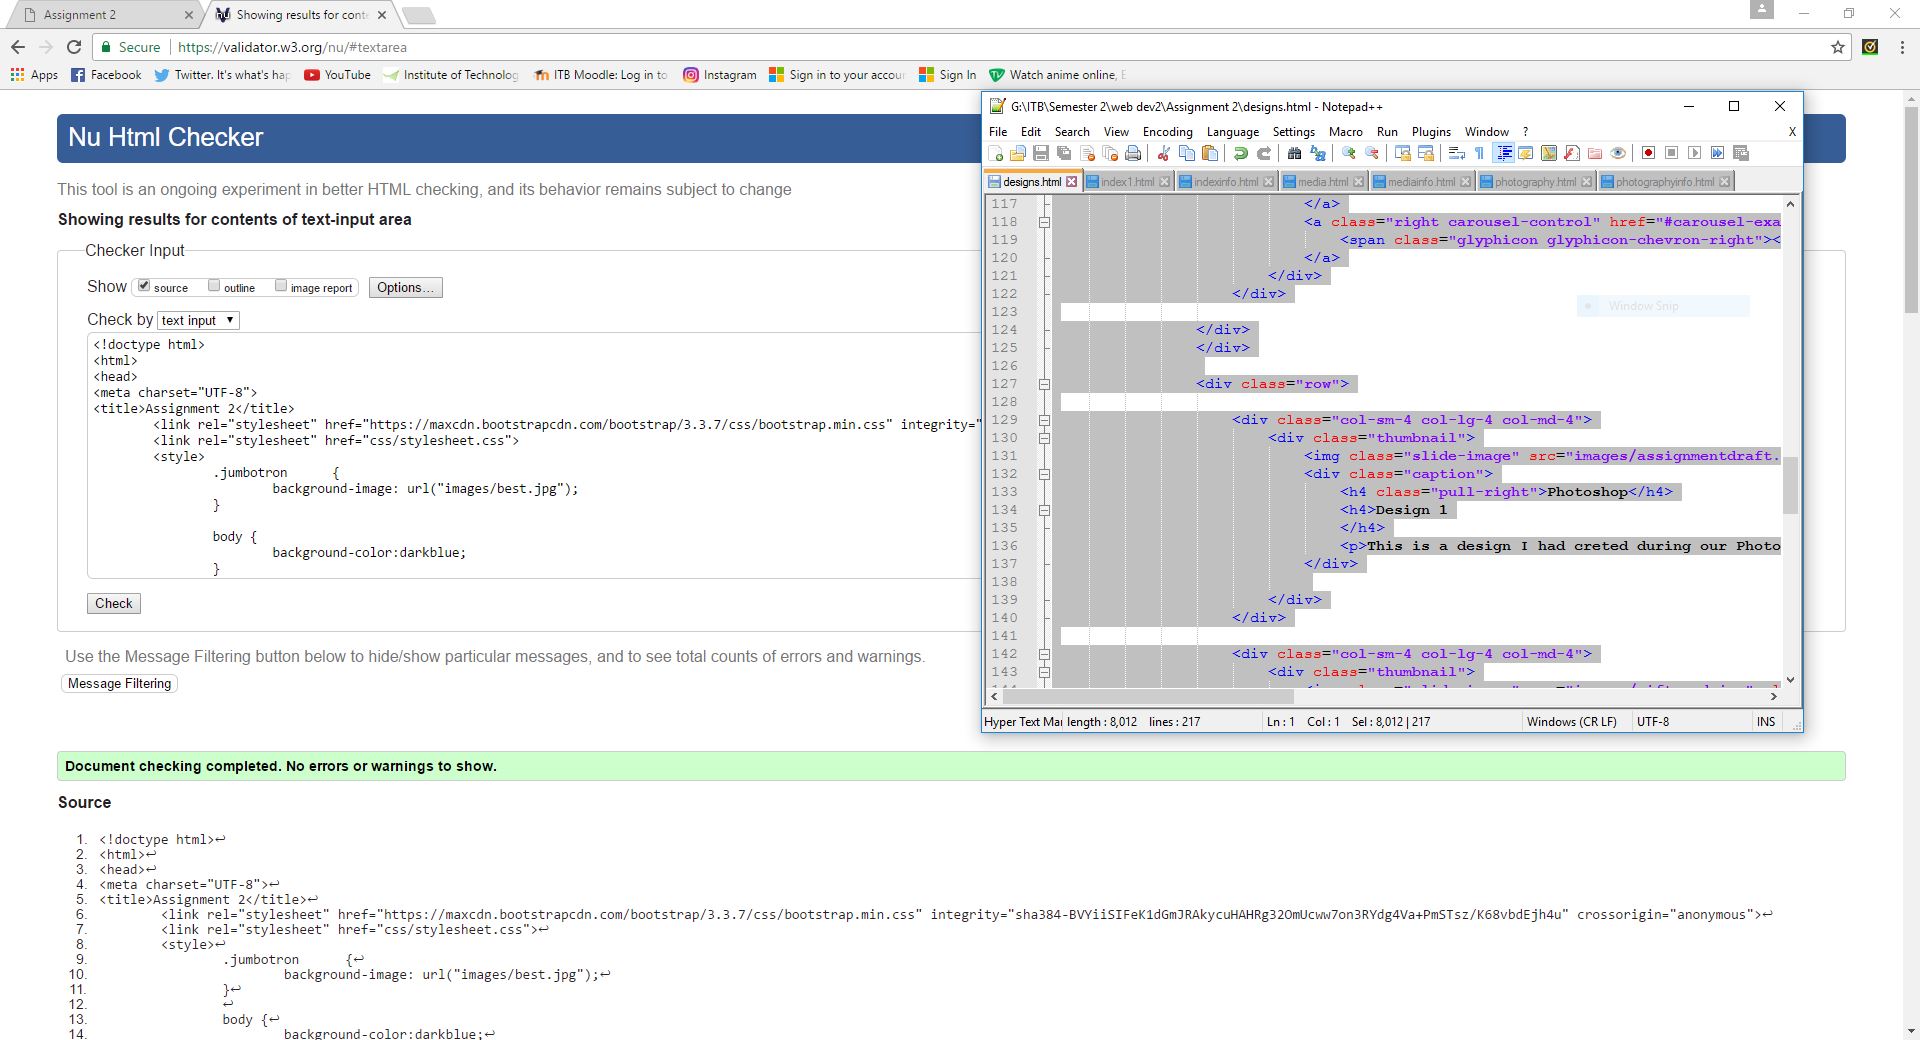 Assignment 2
Showing results for conte
Secure
https://validator.w3.org/nu/#textarea
Apps
Facebook
Twitter. It's what's hap
YouTube
Institute of Technolog
ITB Moodle: Log in to
Instagram
Sign in to your accour
Sign In
Watch anime online, E
Nu Html Checker
This tool is an ongoing experiment in better HTML checking, and its behavior remains subject to change
Showing results for contents of text-input area
Checker Input
Show source outline image report Options...
Check by text input
<!doctype html>
<html>
<head>
<meta charset="UTF-8">
<title>Assignment 2</title>
<link rel="stylesheet" href="https://maxcdn.bootstrapcdn.com/bootstrap/3.3.7/css/bootstrap.min.css" integrity="
<link rel="stylesheet" href="css/stylesheet.css">
<style>
.jumbotron {
background-image: url("images/best.jpg");
}
body {
background-color:darkblue;
}
Check
Use the Message Filtering button below to hide/show particular messages, and to see total counts of errors and warnings.
Message Filtering
G:\ITB\Semester 2\web dev2\Assignment 2\designs.html - Notepad++
File Edit Search View Encoding Language Settings Macro Run Plugins Window ? X
designs.html index1.html indexinfo.html media.html mediainfo.html photography.html photographyinfo.html
117 </a>
118 <a class="right carousel-control" href="#carousel-exa
119 <span class="glyphicon glyphicon-chevron-right"><
120 </a>
121 </div>
122 </div>
123
124 </div>
125 </div>
126
127 <div class="row">
128
129 <div class="col-sm-4 col-lg-4 col-md-4">
130 <div class="thumbnail">
131 <img class="slide-image" src="images/assignmentdraft.
132 <div class="caption">
133 <h4 class="pull-right">Photoshop</h4>
134 <h4>Design 1
135 </h4>
136 <p>This is a design I had creted during our Photo
137 </div>
138
139 </div>
140 </div>
141
142 <div class="col-sm-4 col-lg-4 col-md-4">
143 <div class="thumbnail">
Window Snip
Hyper Text Mar length : 8,012 lines : 217 Ln : 1 Col : 1 Sel : 8,012 | 217 Windows (CR LF) UTF-8 INS
Document checking completed. No errors or warnings to show.
Source
1. <!doctype html>↩
2. <html>↩
3. <head>↩
4. <meta charset="UTF-8">↩
5. <title>Assignment 2</title>↩
6. <link rel="stylesheet" href="https://maxcdn.bootstrapcdn.com/bootstrap/3.3.7/css/bootstrap.min.css" integrity="sha384-BVYiiSIFeK1dGmJRAkycuHAHRg32OmUcww7on3RYdg4Va+PmSTsz/K68vbdEjh4u" crossorigin="anonymous">↩
7. <link rel="stylesheet" href="css/stylesheet.css">↩
8. <style>↩
9. .jumbotron {↩
10. background-image: url("images/best.jpg");↩
11. }↩
12. ↩
13. body {↩
14. background-color:darkblue;↩